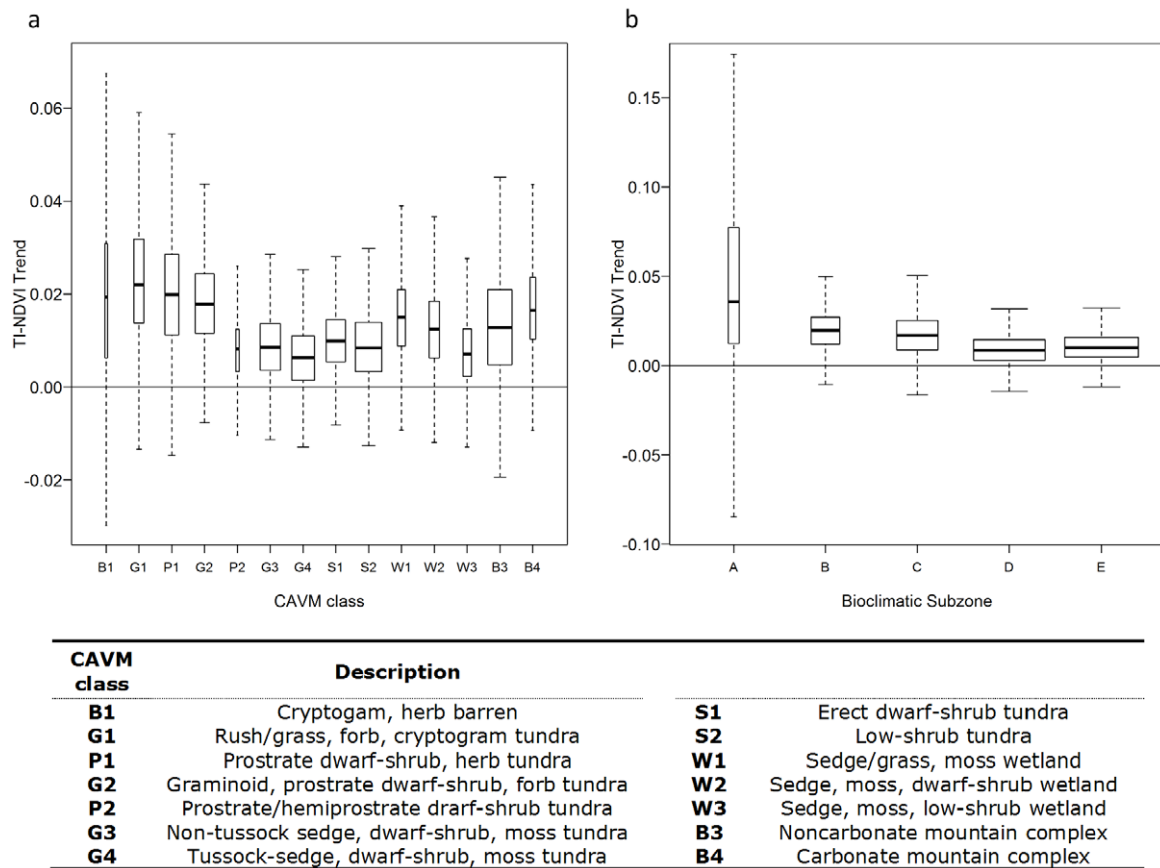 a
b
0.06
0.04
0.02
0.00
-0.02
TI-NDVI Trend
B1 G1 P1 G2 P2 G3 G4 S1 S2 W1 W2 W3 B3 B4
CAVM class
0.15
0.10
0.05
0.00
-0.05
-0.10
TI-NDVI Trend
A B C D E
Bioclimatic Subzone
CAVM class Description
B1 Cryptogam, herb barren S1 Erect dwarf-shrub tundra
G1 Rush/grass, forb, cryptogram tundra S2 Low-shrub tundra
P1 Prostrate dwarf-shrub, herb tundra W1 Sedge/grass, moss wetland
G2 Graminoid, prostrate dwarf-shrub, forb tundra W2 Sedge, moss, dwarf-shrub wetland
P2 Prostrate/hemiprostrate drarf-shrub tundra W3 Sedge, moss, low-shrub wetland
G3 Non-tussock sedge, dwarf-shrub, moss tundra B3 Noncarbonate mountain complex
G4 Tussock-sedge, dwarf-shrub, moss tundra B4 Carbonate mountain complex